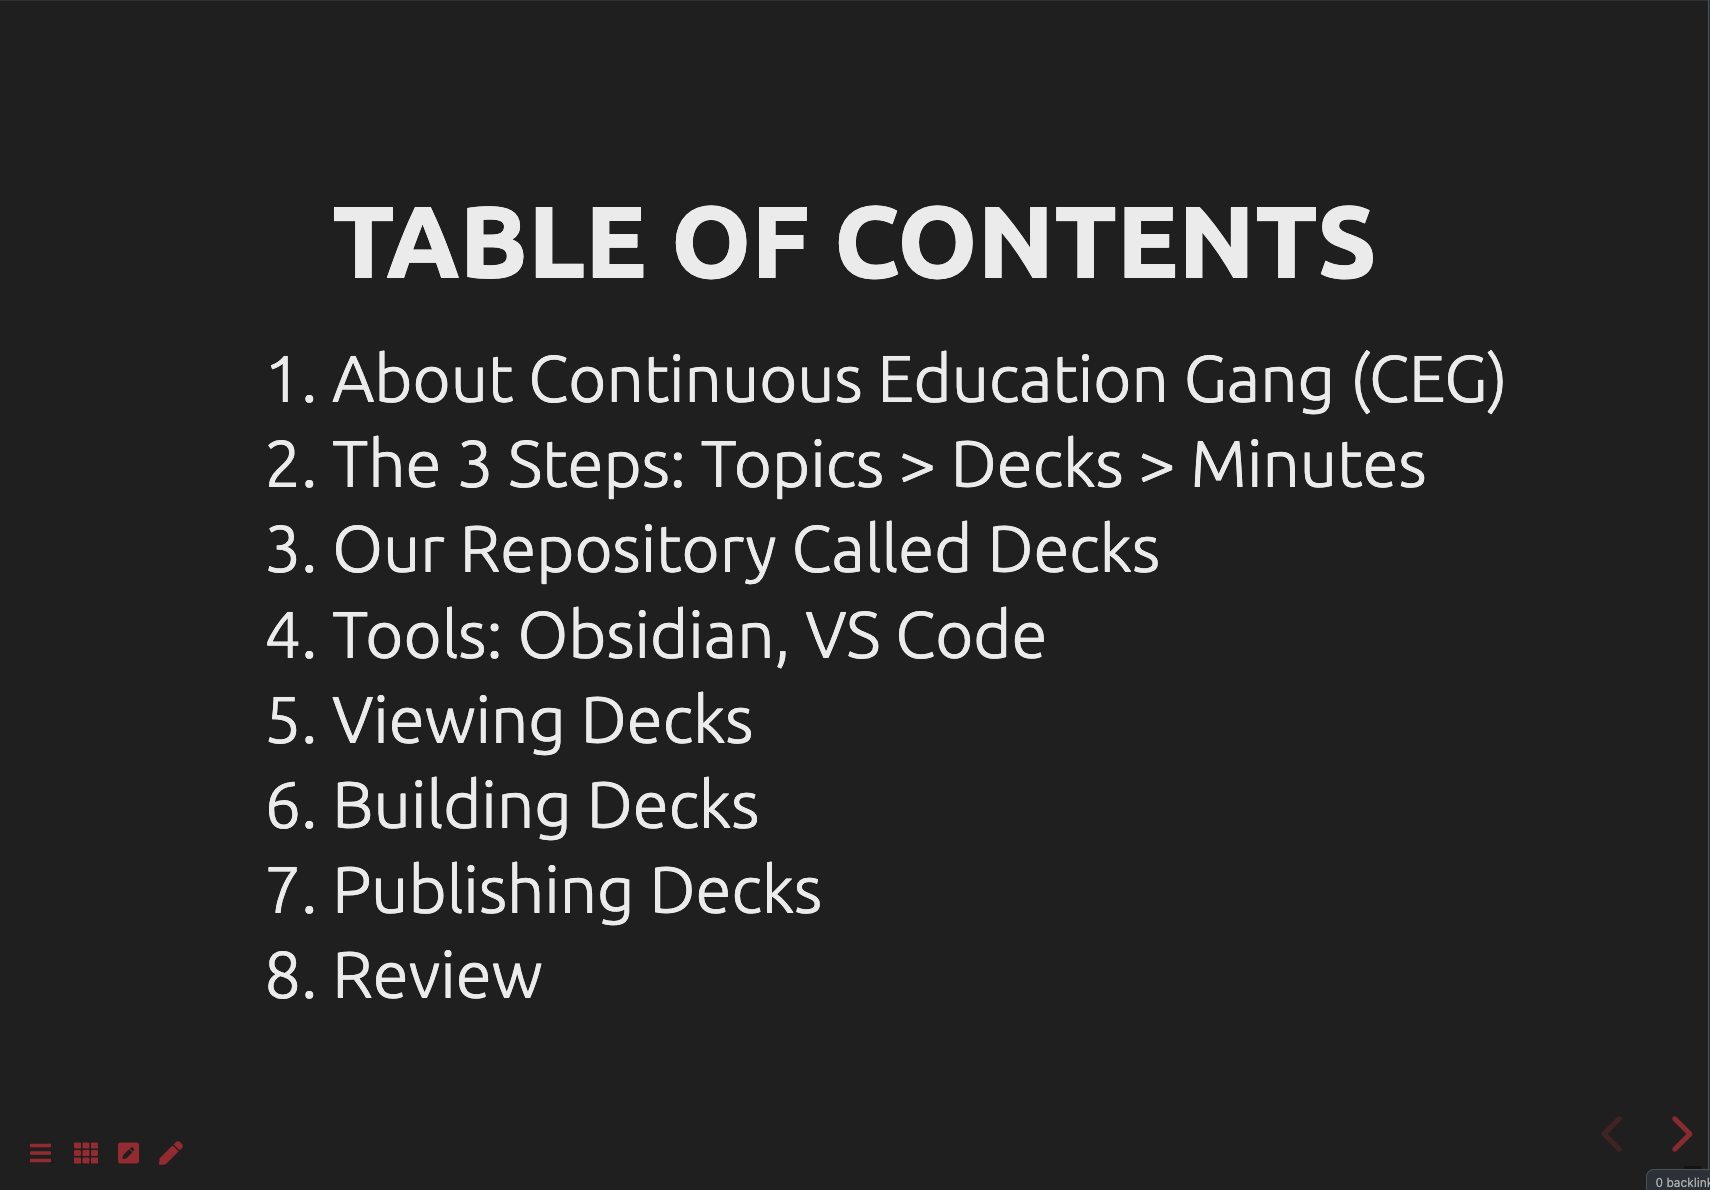 TABLE OF CONTENTS
1. About Continuous Education Gang (CEG)
2. The 3 Steps: Topics > Decks > Minutes
3. Our Repository Called Decks
4. Tools: Obsidian, VS Code
5. Viewing Decks
6. Building Decks
7. Publishing Decks
8. Review
0 backlink